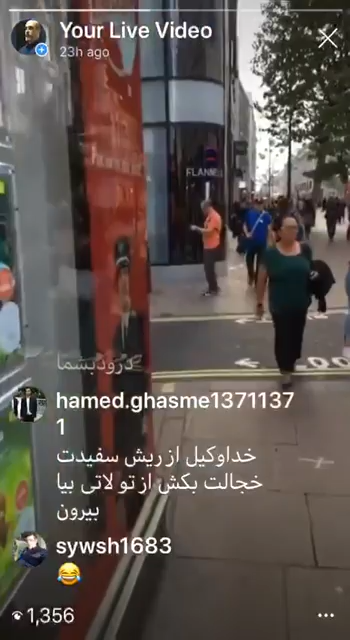 Your Live Video
23h ago
FLANNELS
درودبشما
hamed.ghasme1371137
1
خداوکیل از ریش سفیدت
خجالت بکش از تو لاتی بیا
بیرون
sywsh1683
😂
1,356